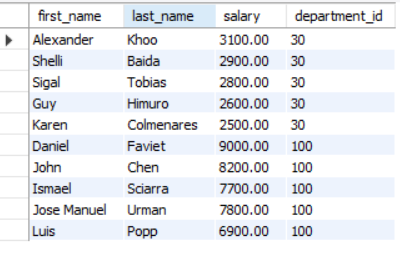 first_name last_name salary department_id
Alexander Khoo 3100.00 30
Shelli Baida 2900.00 30
Sigal Tobias 2800.00 30
Guy Himuro 2600.00 30
Karen Colmenares 2500.00 30
Daniel Faviet 9000.00 100
John Chen 8200.00 100
Ismael Sciarra 7700.00 100
Jose Manuel Urman 7800.00 100
Luis Popp 6900.00 100